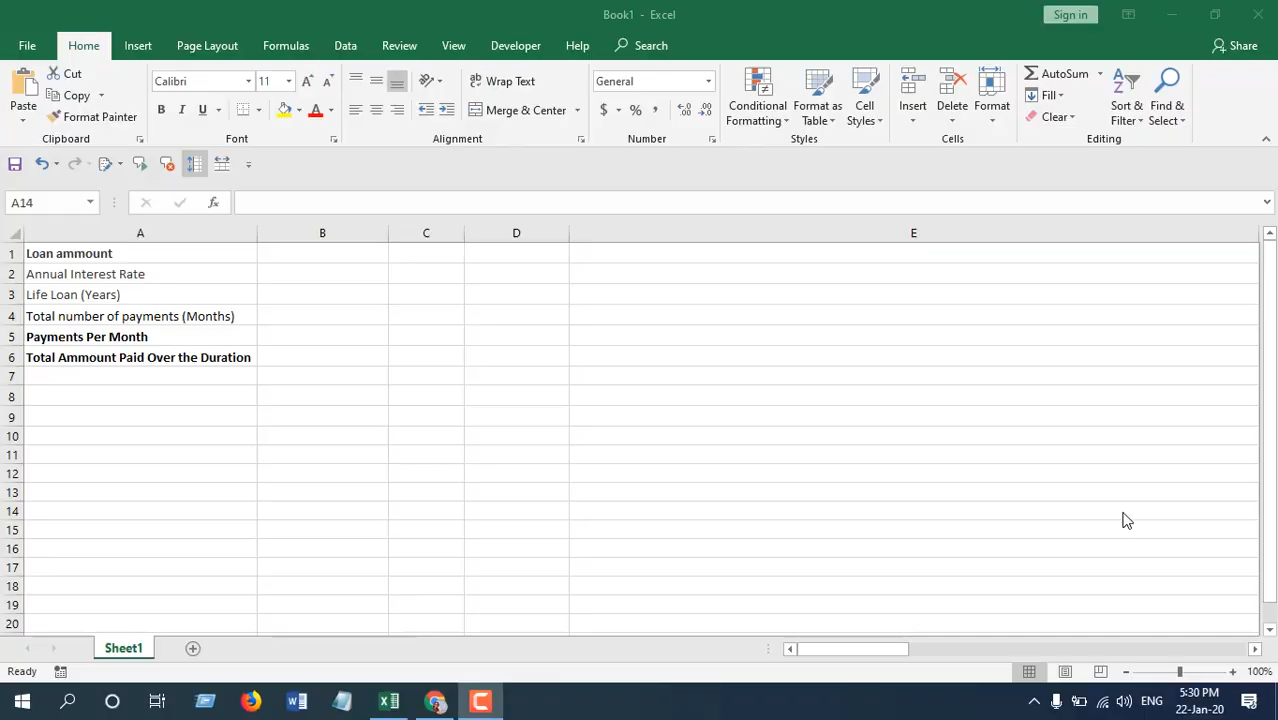 Book1 - Excel
Sign in
File Home Insert Page Layout Formulas Data Review View Developer Help Search Share
Paste
Cut
Copy
Format Painter
Clipboard
Calibri 11
B I U
Font
Wrap Text
Merge & Center
Alignment
General
$ % ,
Number
Conditional Formatting
Format as Table
Cell Styles
Styles
Insert Delete Format
Cells
AutoSum
Fill
Clear
Sort & Filter
Find & Select
Editing
A14
fx
A B C D E
1 Loan ammount
2 Annual Interest Rate
3 Life Loan (Years)
4 Total number of payments (Months)
5 Payments Per Month
6 Total Ammount Paid Over the Duration
7
8
9
10
11
12
13
14
15
16
17
18
19
20
Sheet1
Ready
100%
ENG
5:30 PM
22-Jan-20